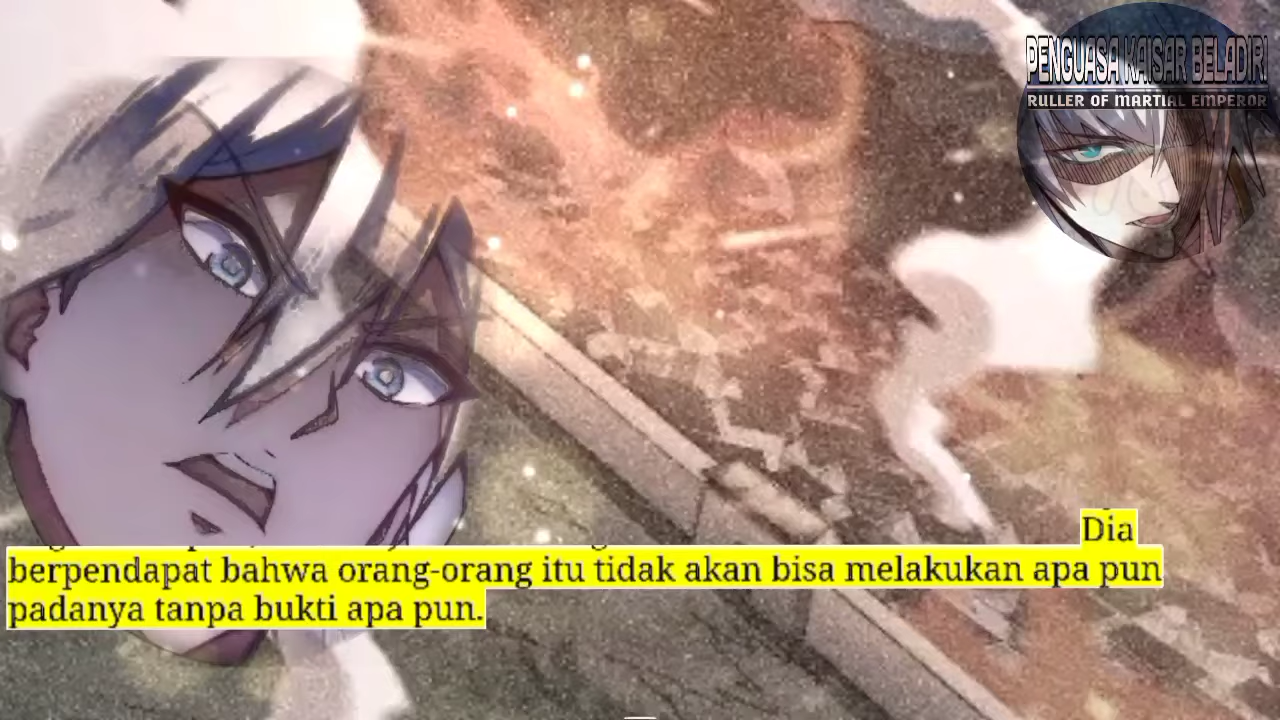 PENGUASA KAISAR BELADIRI
RULLER OF MARTIAL EMPEROR
Dia
berpendapat bahwa orang-orang itu tidak akan bisa melakukan apa pun
padanya tanpa bukti apa pun.